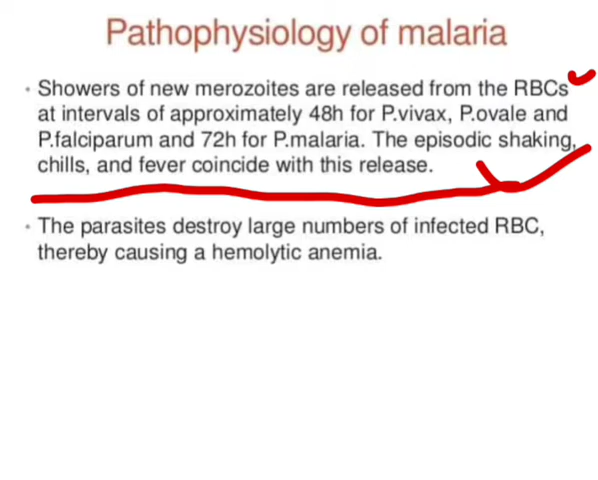 Pathophysiology of malaria
• Showers of new merozoites are released from the RBCs
at intervals of approximately 48h for P.vivax, P.ovale and
P.falciparum and 72h for P.malaria. The episodic shaking,
chills, and fever coincide with this release.
• The parasites destroy large numbers of infected RBC,
thereby causing a hemolytic anemia.